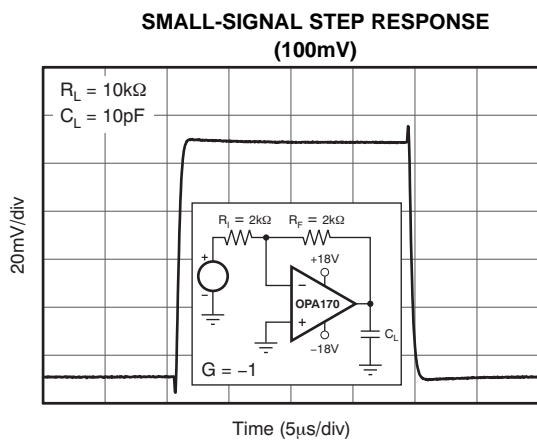 SMALL-SIGNAL STEP RESPONSE
(100mV)
R_L = 10kΩ
C_L = 10pF
20mV/div
R_I = 2kΩ
R_F = 2kΩ
+
−
+18V
−
OPA170
+
−18V
C_L
G = −1
Time (5µs/div)